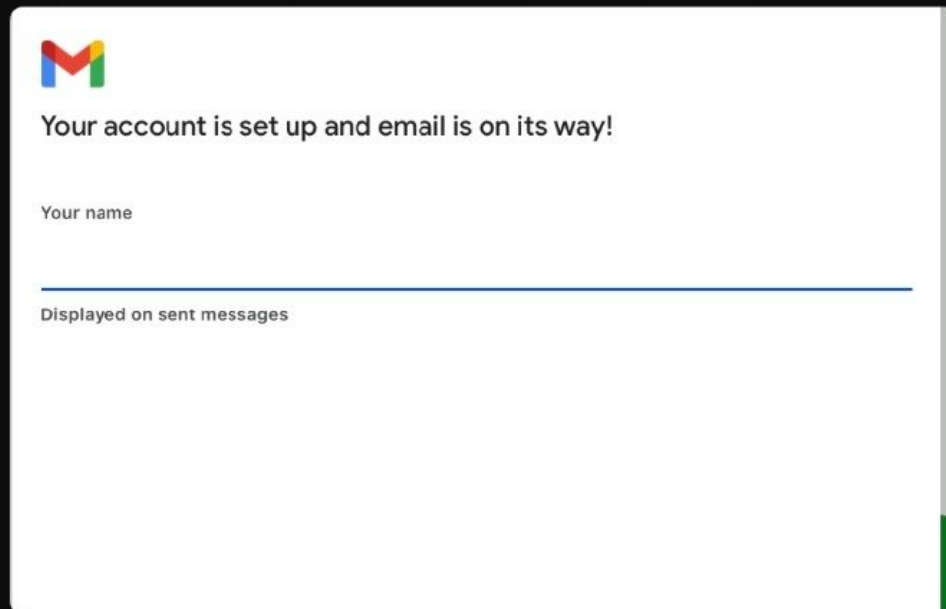 Your account is set up and email is on its way!
Your name
Displayed on sent messages